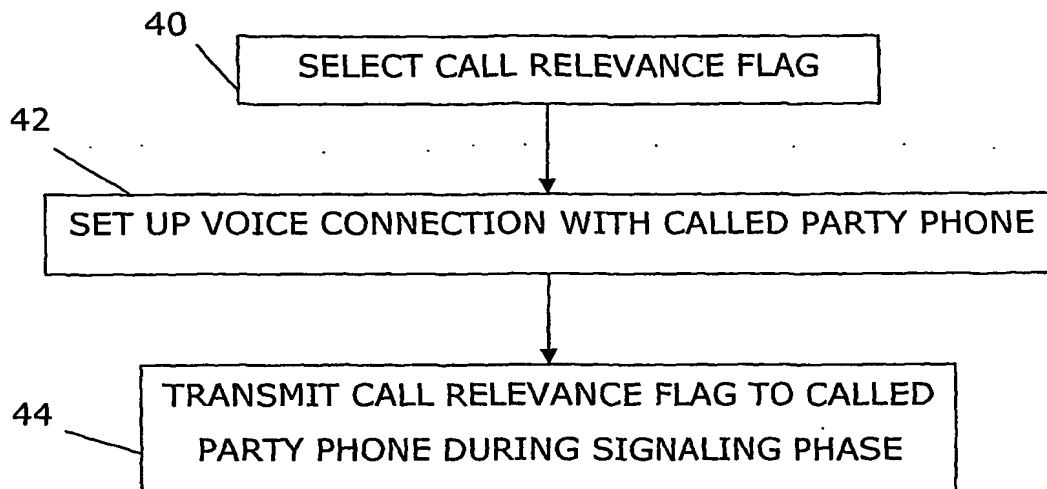 40
SELECT CALL RELEVANCE FLAG
42
SET UP VOICE CONNECTION WITH CALLED PARTY PHONE
44
TRANSMIT CALL RELEVANCE FLAG TO CALLED
PARTY PHONE DURING SIGNALING PHASE